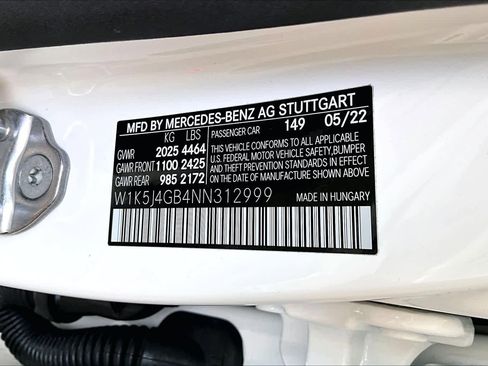 MFD BY MERCEDES-BENZ AG STUTTGART
KG LBS PASSENGER CAR 149 05/22
GVWR 2025 4464
GAWR FRONT 1100 2425
GAWR REAR 985 2172
THIS VEHICLE CONFORMS TO ALL APPLICABLE
U.S. FEDERAL MOTOR VEHICLE SAFETY,BUMPER
AND THEFT PREVENTION STANDARDS IN EFFECT
ON THE DATE OF MANUFACTURE SHOWN ABOVE.
W1K5J4GB4NN312999 MADE IN HUNGARY